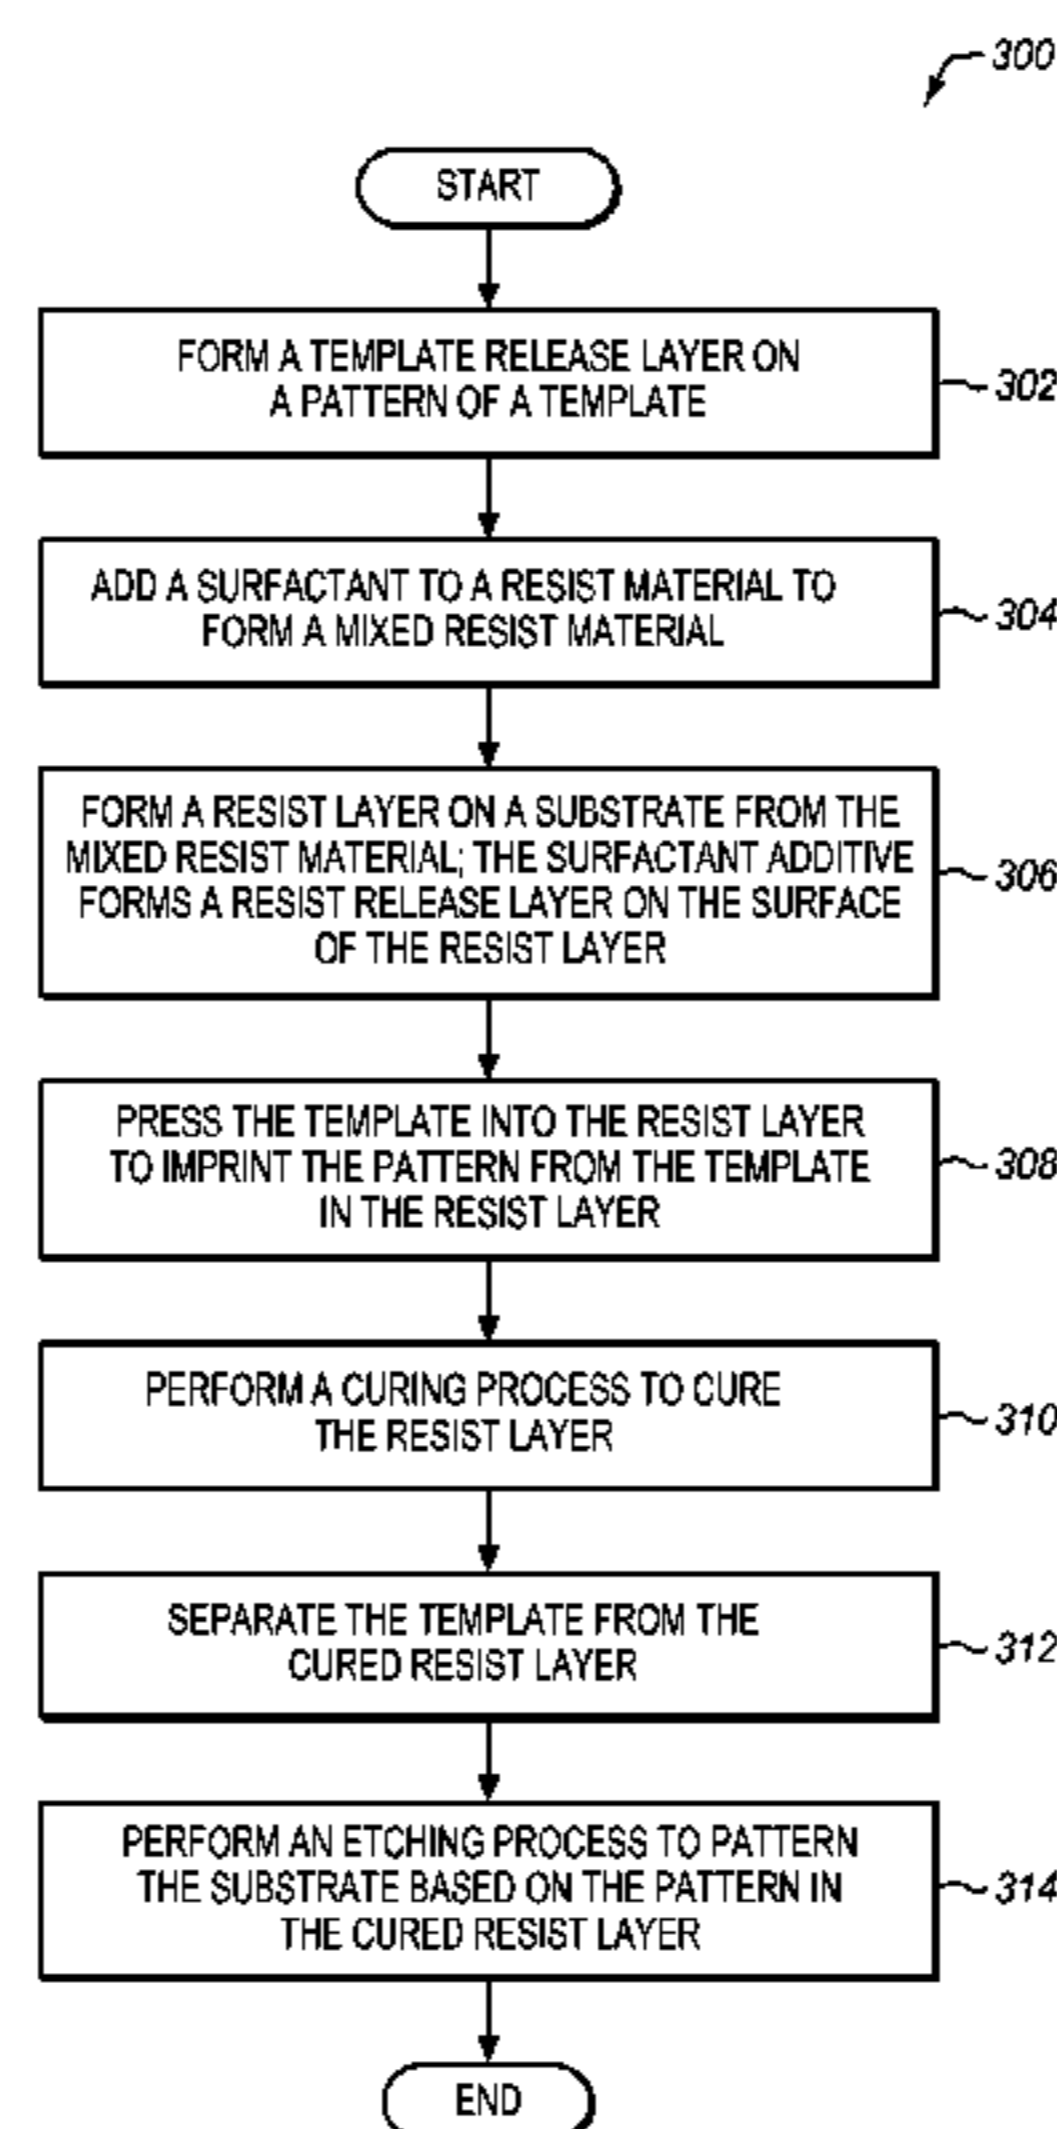 300
START
FORM A TEMPLATE RELEASE LAYER ON
A PATTERN OF A TEMPLATE
302
ADD A SURFACTANT TO A RESIST MATERIAL TO
FORM A MIXED RESIST MATERIAL
304
FORM A RESIST LAYER ON A SUBSTRATE FROM THE
MIXED RESIST MATERIAL; THE SURFACTANT ADDITIVE
FORMS A RESIST RELEASE LAYER ON THE SURFACE
OF THE RESIST LAYER
306
PRESS THE TEMPLATE INTO THE RESIST LAYER
TO IMPRINT THE PATTERN FROM THE TEMPLATE
IN THE RESIST LAYER
308
PERFORM A CURING PROCESS TO CURE
THE RESIST LAYER
310
SEPARATE THE TEMPLATE FROM THE
CURED RESIST LAYER
312
PERFORM AN ETCHING PROCESS TO PATTERN
THE SUBSTRATE BASED ON THE PATTERN IN
THE CURED RESIST LAYER
314
END